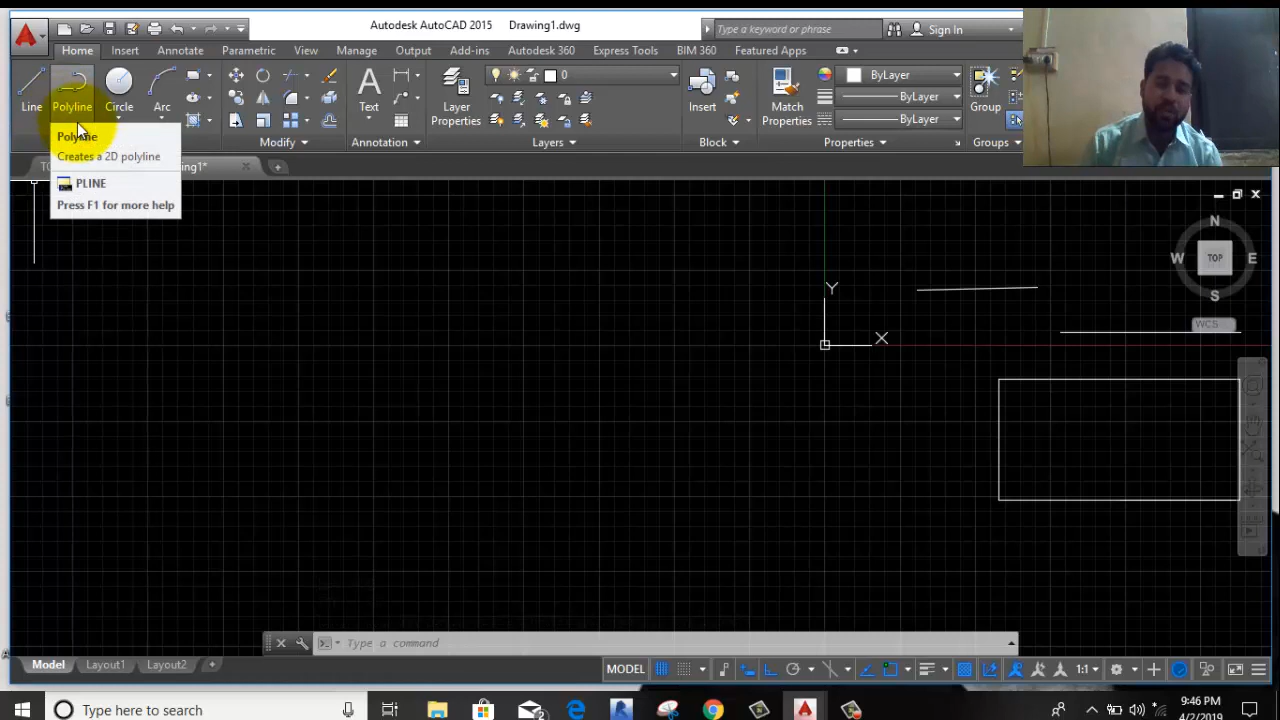 Autodesk AutoCAD 2015 Drawing1.dwg
Type a keyword or phrase
Sign In
Home Insert Annotate Parametric View Manage Output Add-ins Autodesk 360 Express Tools BIM 360 Featured Apps
Line Polyline Circle Arc
Text
Layer
Properties
0
Insert
Match
Properties
ByLayer
ByLayer
ByLayer
Group
Modify Annotation Layers Block Properties Groups
Polyline
Creates a 2D polyline
PLINE
Press F1 for more help
N
W TOP E
S
WCS
Y
X
Type a command
Model Layout1 Layout2
MODEL 1:1
Type here to search
2
9:46 PM
4/2/2019